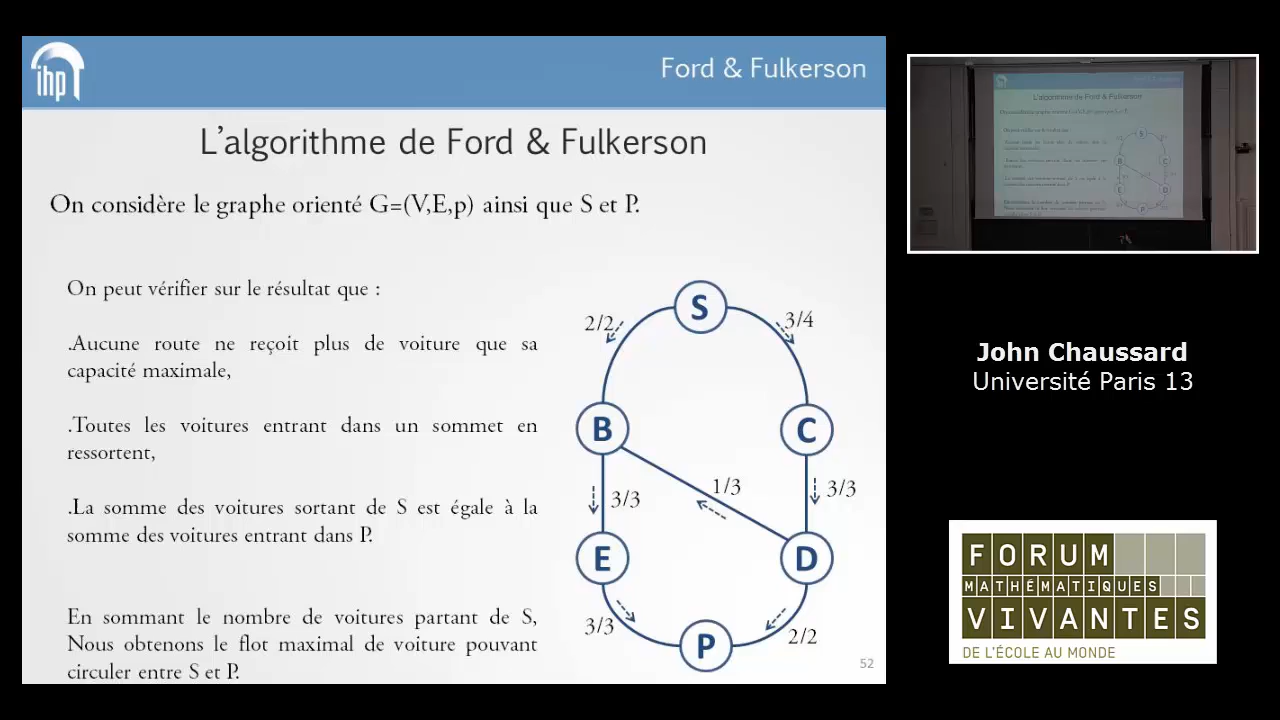 ihp
Ford & Fulkerson
L'algorithme de Ford & Fulkerson
On considère le graphe orienté G=(V,E,p) ainsi que S et P.
On peut vérifier sur le résultat que :
.Aucune route ne reçoit plus de voiture que sa
capacité maximale,
.Toutes les voitures entrant dans un sommet en
ressortent,
.La somme des voitures sortant de S est égale à la
somme des voitures entrant dans P.
En sommant le nombre de voitures partant de S,
Nous obtenons le flot maximal de voiture pouvant
circuler entre S et P.
S
2/2
3/4
B
C
1/3
3/3
3/3
E
D
3/3
2/2
P
52
L'algorithme de Ford & Fulkerson
John Chaussard
Université Paris 13
FORUM
MATHÉMATIQUES
VIVANTES
DE L'ÉCOLE AU MONDE